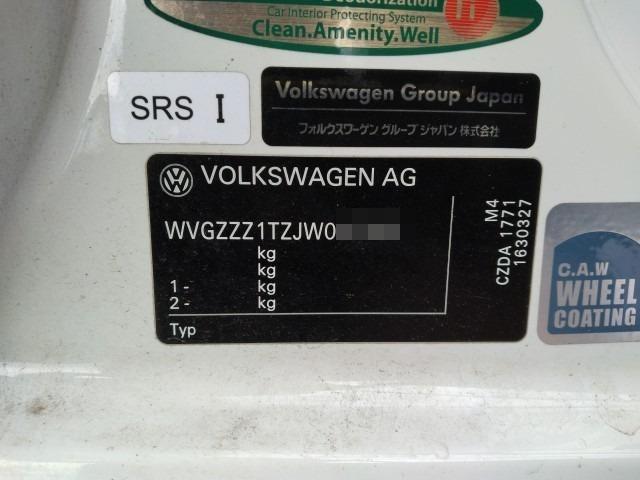 Deodorization
Car Interior Protecting System
Clean.Amenity.Well
SRS I
Volkswagen Group Japan
フォルクスワーゲン グループ ジャパン 株式会社
VOLKSWAGEN AG
WVGZZZ1TZJW0
kg
kg
1 - kg
2 - kg
Typ
M4
CZDA 1771
1630327
C.A.W
WHEEL
COATING